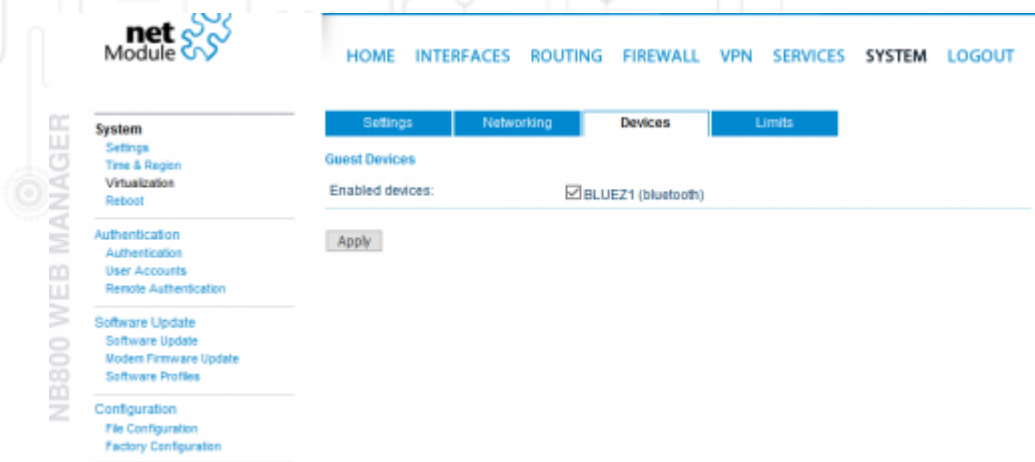 net
Module
HOME INTERFACES ROUTING FIREWALL VPN SERVICES SYSTEM LOGOUT
NB800 WEB MANAGER
System
Settings
Time & Region
Virtualization
Reboot
Authentication
Authentication
User Accounts
Remote Authentication
Software Update
Software Update
Modem Firmware Update
Software Profiles
Configuration
File Configuration
Factory Configuration
Settings Networking Devices Limits
Guest Devices
Enabled devices: BLUEZ1 (bluetooth)
Apply